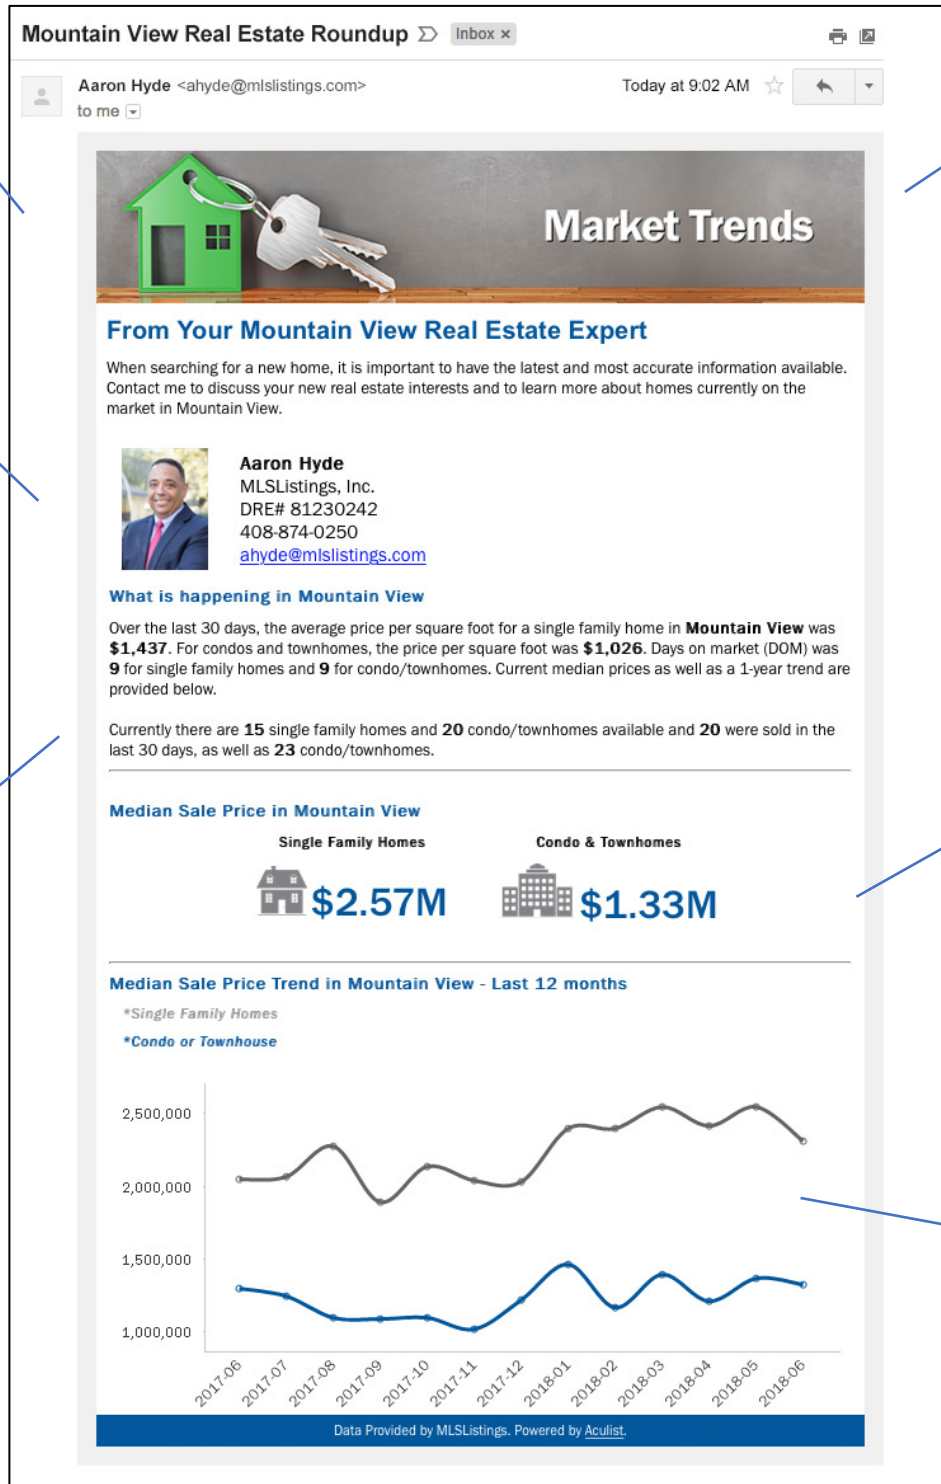 Mountain View Real Estate Roundup Inbox ×
Aaron Hyde <ahyde@mlslistings.com> Today at 9:02 AM
to me
Market Trends
From Your Mountain View Real Estate Expert
When searching for a new home, it is important to have the latest and most accurate information available.
Contact me to discuss your new real estate interests and to learn more about homes currently on the
market in Mountain View.
Aaron Hyde
MLSListings, Inc.
DRE# 81230242
408-874-0250
ahyde@mlslistings.com
What is happening in Mountain View
Over the last 30 days, the average price per square foot for a single family home in Mountain View was
$1,437. For condos and townhomes, the price per square foot was $1,026. Days on market (DOM) was
9 for single family homes and 9 for condo/townhomes. Current median prices as well as a 1-year trend are
provided below.
Currently there are 15 single family homes and 20 condo/townhomes available and 20 were sold in the
last 30 days, as well as 23 condo/townhomes.
Median Sale Price in Mountain View
Single Family Homes Condo & Townhomes
$2.57M $1.33M
Median Sale Price Trend in Mountain View - Last 12 months
*Single Family Homes
*Condo or Townhouse
2,500,000
2,000,000
1,500,000
1,000,000
2017-06 2017-07 2017-08 2017-09 2017-10 2017-11 2017-12 2018-01 2018-02 2018-03 2018-04 2018-05 2018-06
Data Provided by MLSListings. Powered by Aculist.